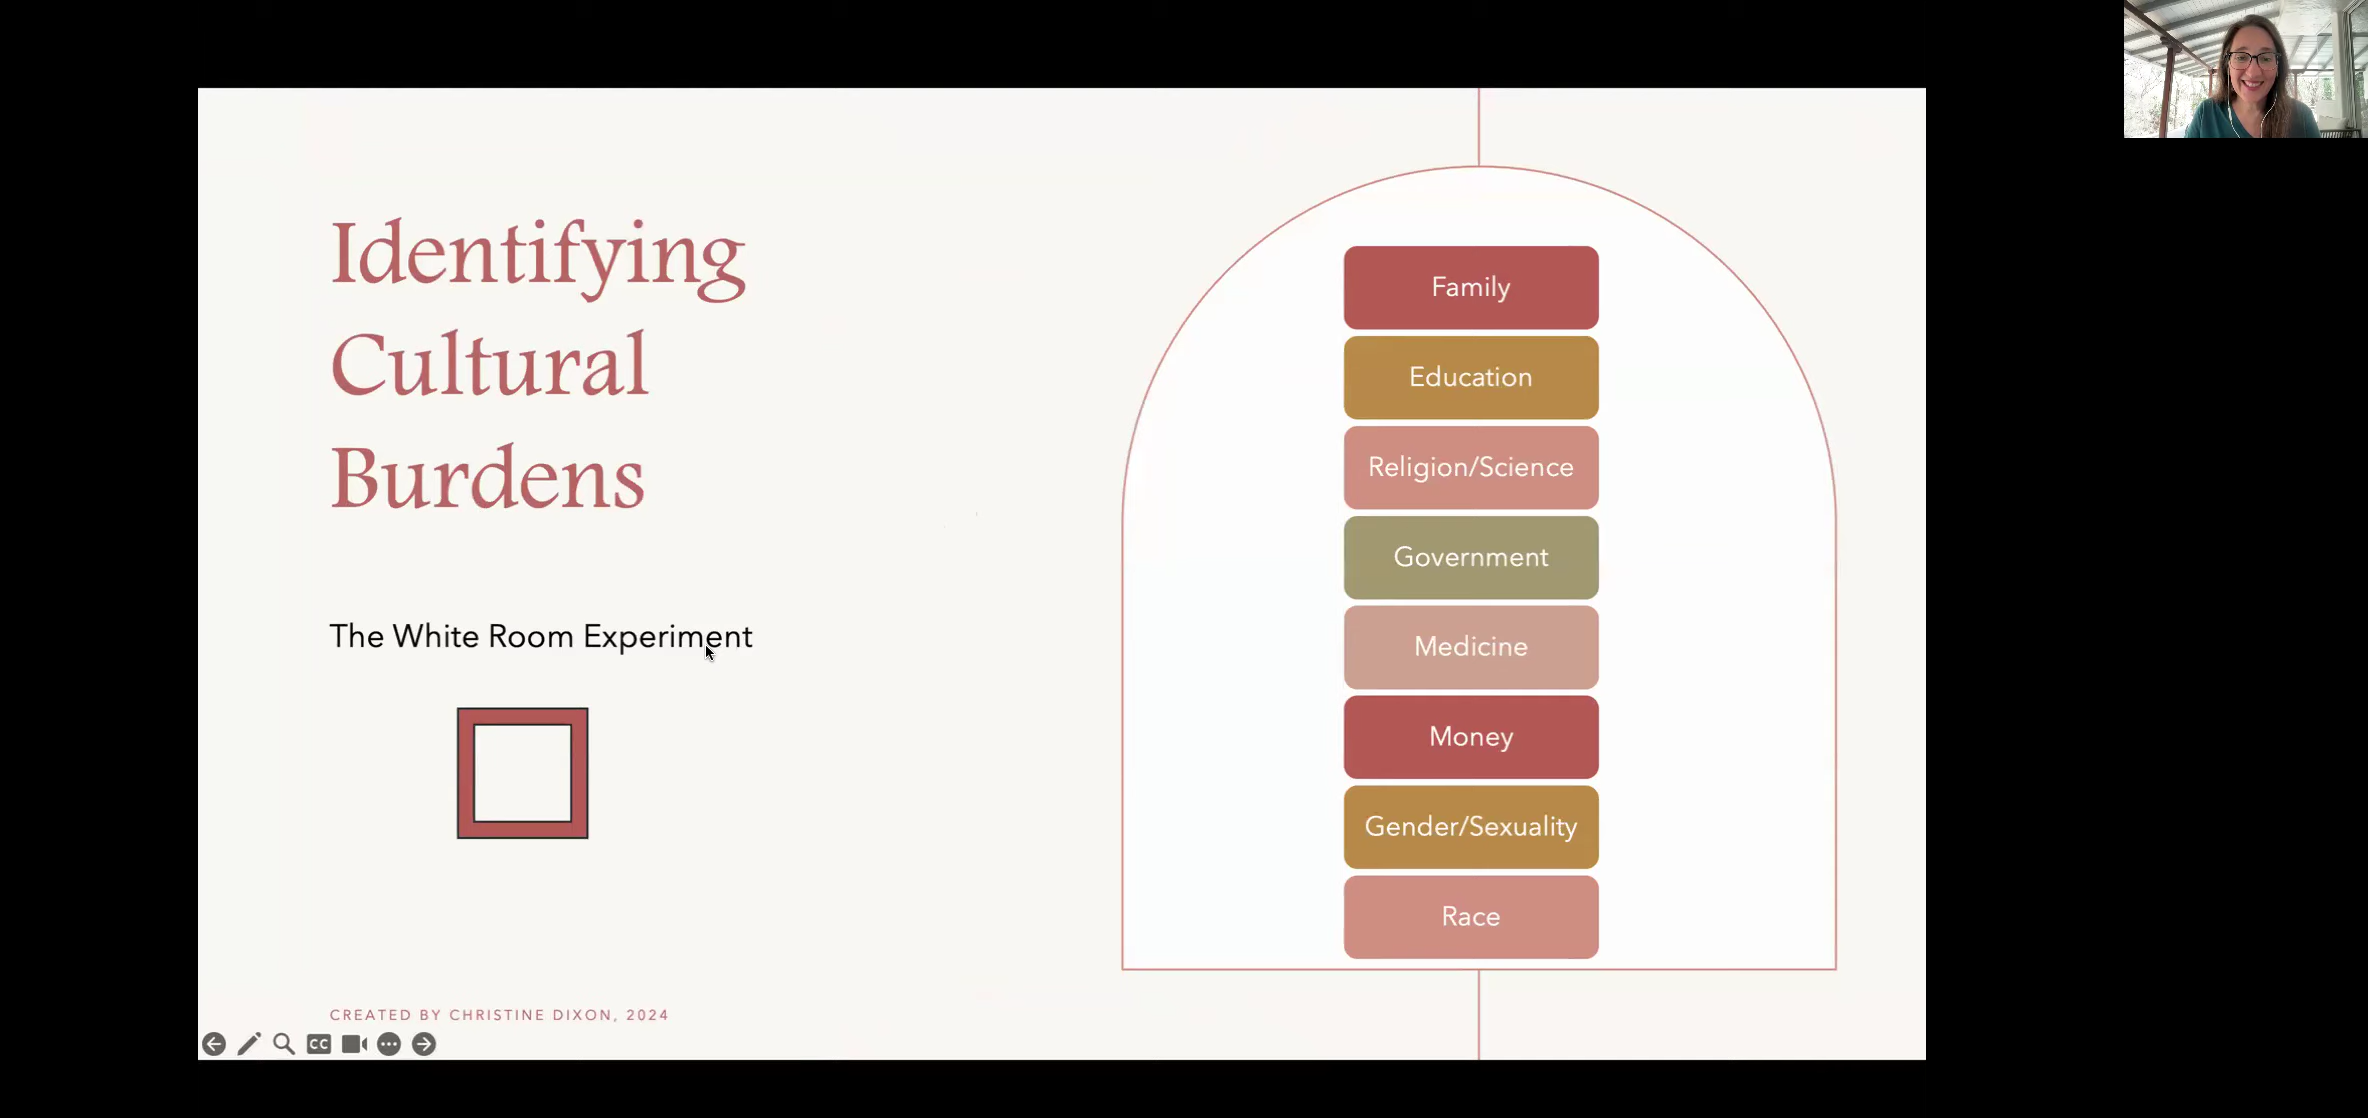 Identifying
Cultural
Burdens
The White Room Experiment
CREATED BY CHRISTINE DIXON, 2024
Family
Education
Religion/Science
Government
Medicine
Money
Gender/Sexuality
Race
CC